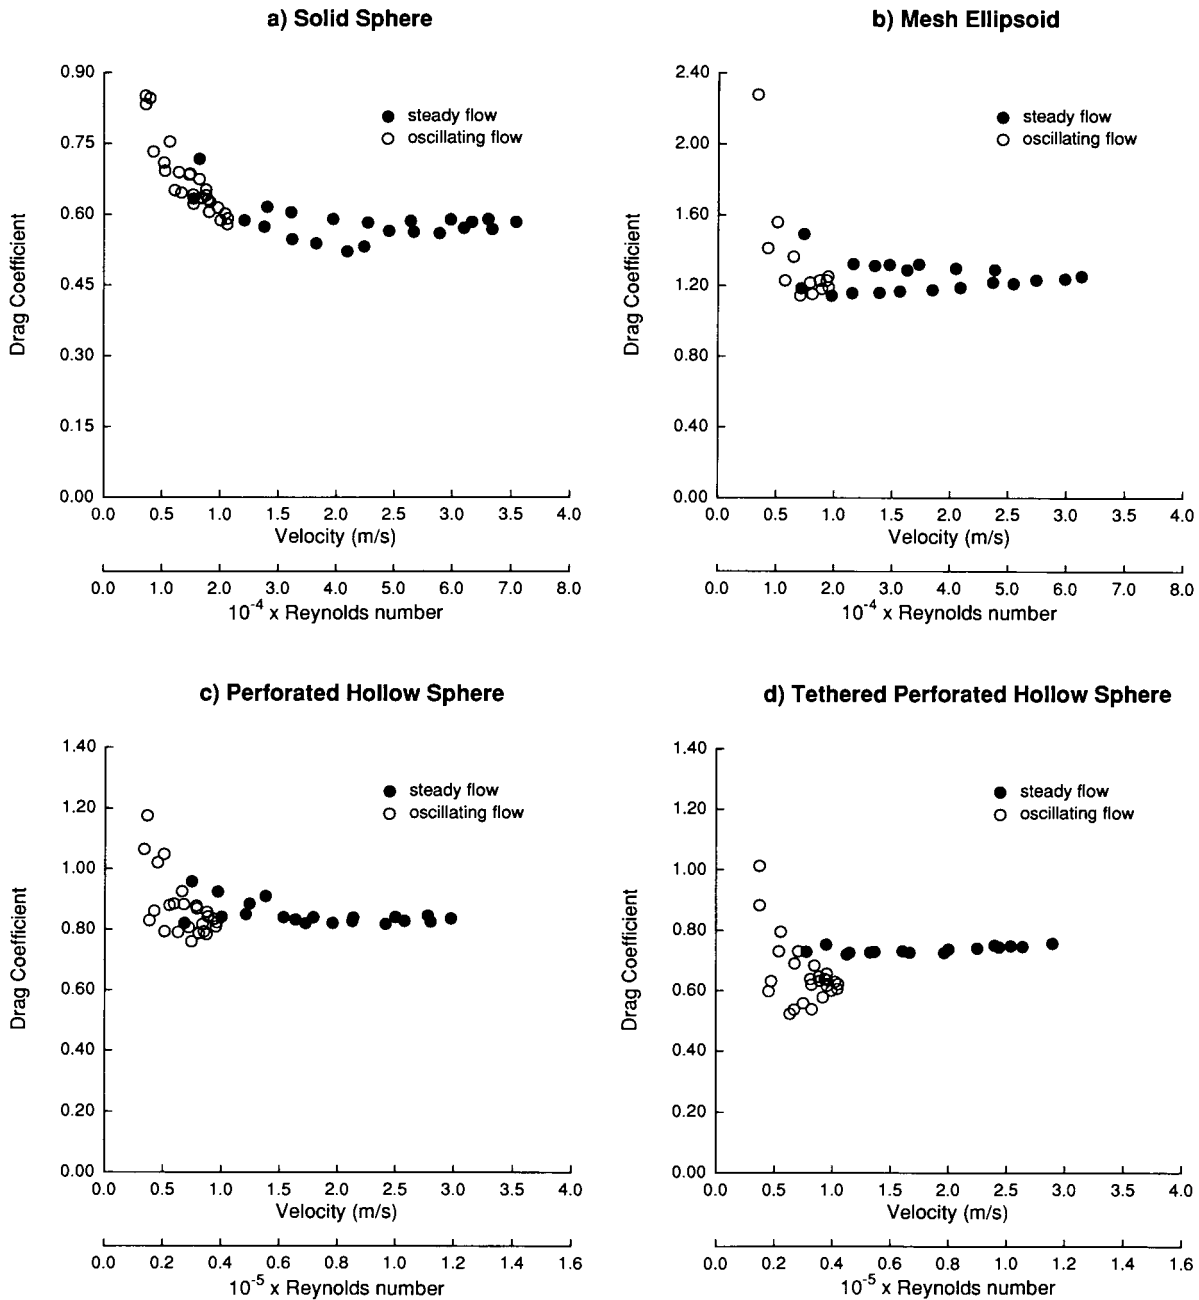 a) Solid Sphere
0.90
0.75
0.60
0.45
0.30
0.15
0.00
Drag Coefficient
steady flow
oscillating flow
0.0 0.5 1.0 1.5 2.0 2.5 3.0 3.5 4.0
Velocity (m/s)
0.0 1.0 2.0 3.0 4.0 5.0 6.0 7.0 8.0
10⁻⁴ x Reynolds number
b) Mesh Ellipsoid
2.40
2.00
1.60
1.20
0.80
0.40
0.00
Drag Coefficient
steady flow
oscillating flow
0.0 0.5 1.0 1.5 2.0 2.5 3.0 3.5 4.0
Velocity (m/s)
0.0 1.0 2.0 3.0 4.0 5.0 6.0 7.0 8.0
10⁻⁴ x Reynolds number
c) Perforated Hollow Sphere
1.40
1.20
1.00
0.80
0.60
0.40
0.20
0.00
Drag Coefficient
steady flow
oscillating flow
0.0 0.5 1.0 1.5 2.0 2.5 3.0 3.5 4.0
Velocity (m/s)
0.0 0.2 0.4 0.6 0.8 1.0 1.2 1.4 1.6
10⁻⁵ x Reynolds number
d) Tethered Perforated Hollow Sphere
1.40
1.20
1.00
0.80
0.60
0.40
0.20
0.00
Drag Coefficient
steady flow
oscillating flow
0.0 0.5 1.0 1.5 2.0 2.5 3.0 3.5 4.0
Velocity (m/s)
0.0 0.2 0.4 0.6 0.8 1.0 1.2 1.1 1.6
10⁻⁵ x Reynolds number